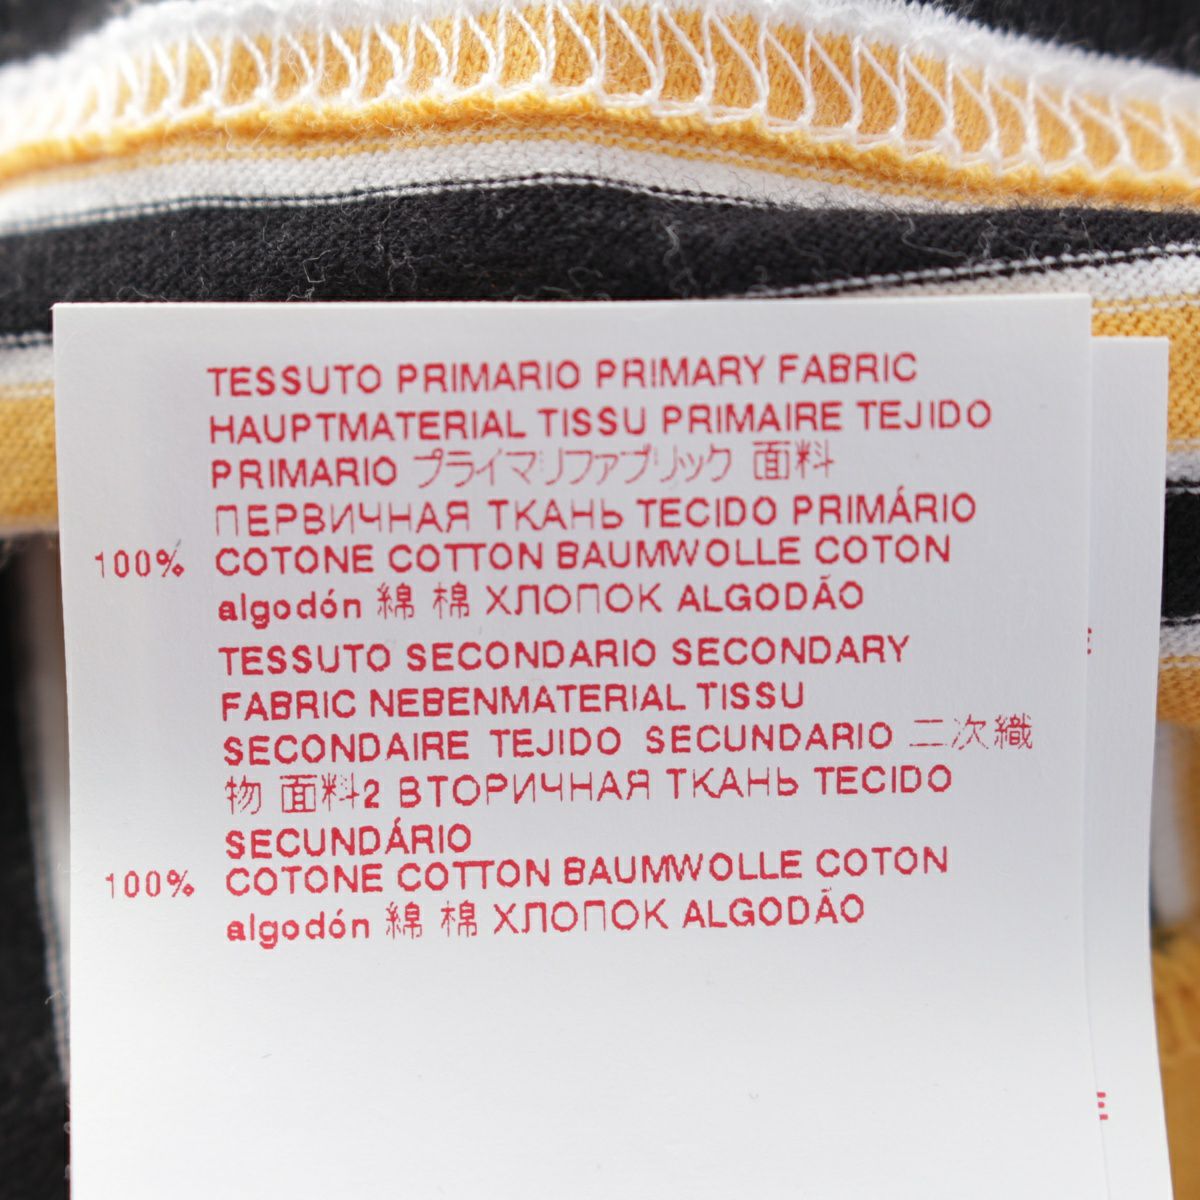 TESSUTO PRIMARIO PRIMARY FABRIC
HAUPTMATERIAL TISSU PRIMAIRE TEJIDO
PRIMARIO プライマリファブリック 面料
ПЕРВИЧНАЯ ТКАНЬ TECIDO PRIMÁRIO
100% COTONE COTTON BAUMWOLLE COTON
algodón 綿 棉 ХЛОПОК ALGODÃO
TESSUTO SECONDARIO SECONDARY
FABRIC NEBENMATERIAL TISSU
SECONDAIRE TEJIDO SECUNDARIO 二次織
物 面料2 ВТОРИЧНАЯ ТКАНЬ TECIDO
SECUNDÁRIO
100% COTONE COTTON BAUMWOLLE COTON
algodón 綿 棉 ХЛОПОК ALGODÃO